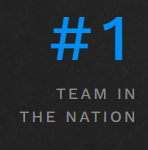 #1
TEAM IN
THE NATION